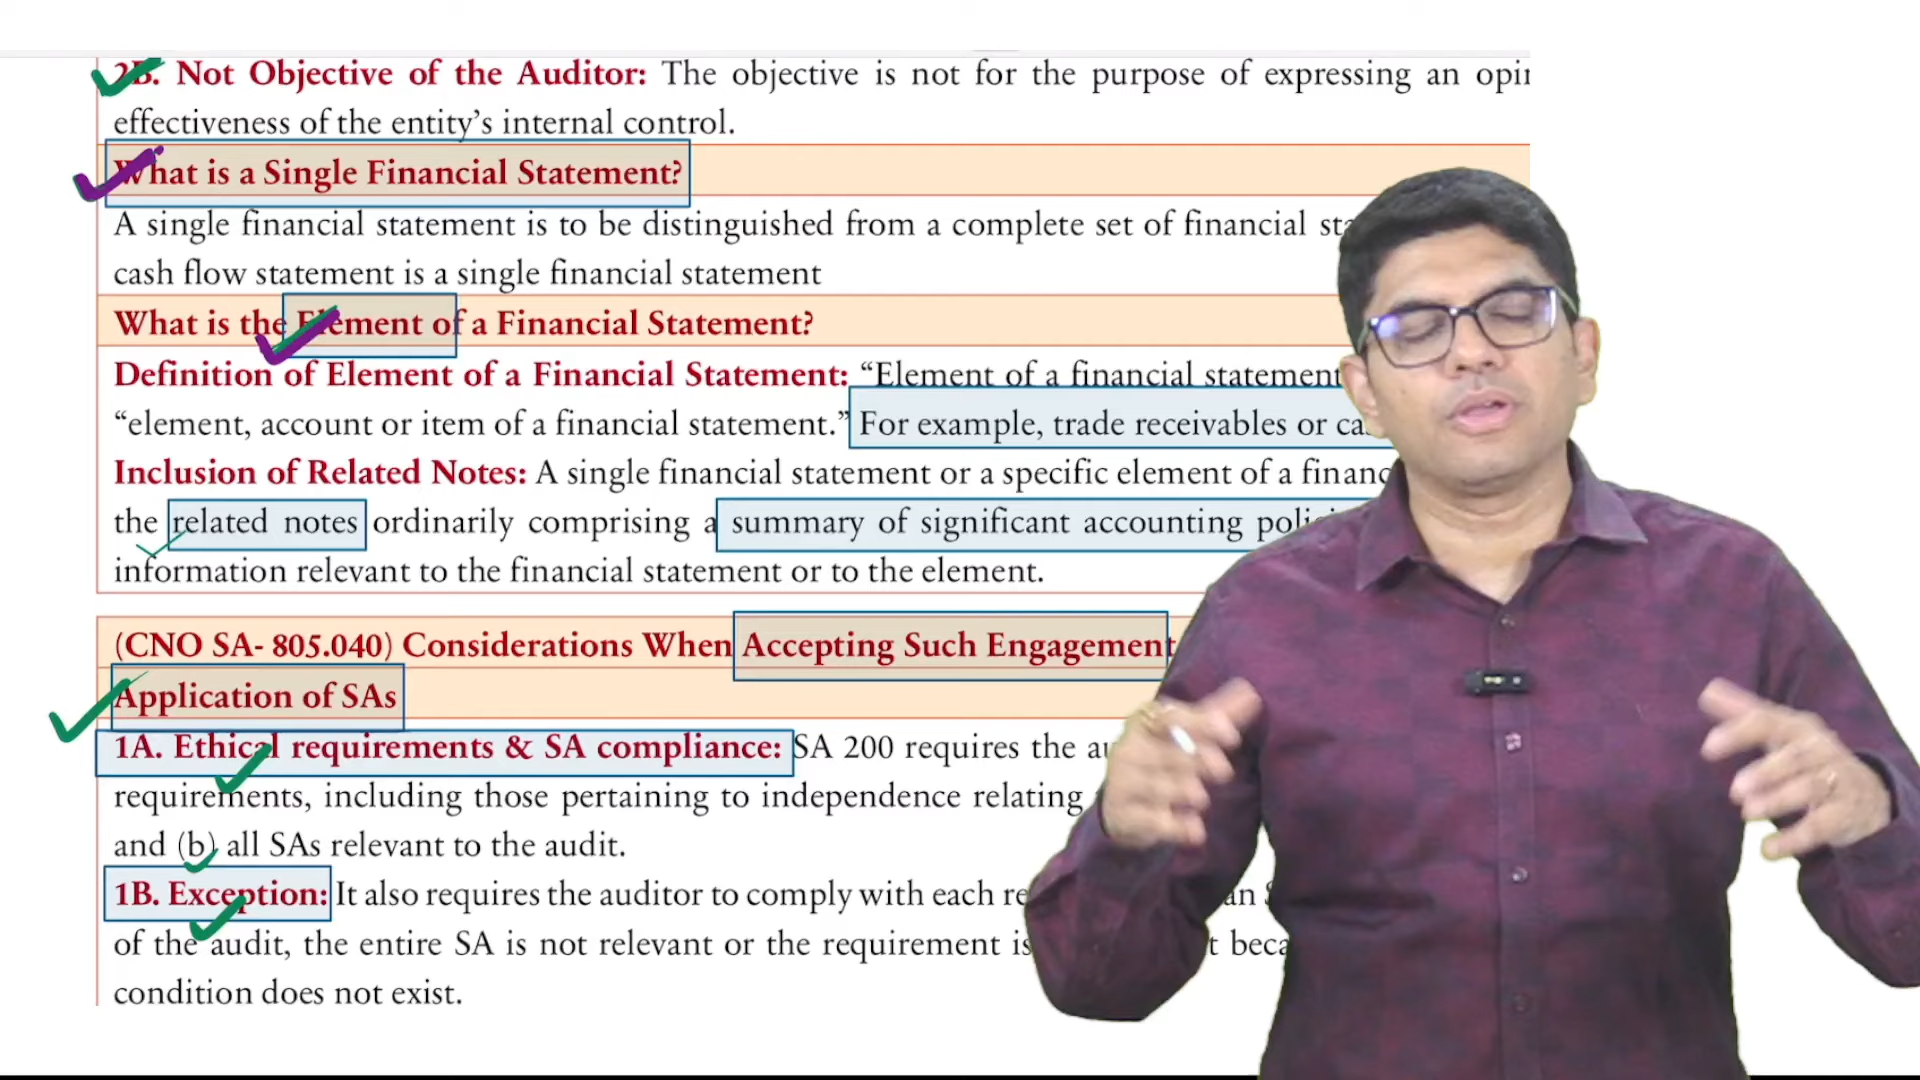 2B. Not Objective of the Auditor: The objective is not for the purpose of expressing an
effectiveness of the entity’s internal control.
What is a Single Financial Statement?
A single financial statement is to be distinguished from a complete set of financial
cash flow statement is a single financial statement
What is the Element of a Financial Statement?
Definition of Element of a Financial Statement: “Element of a financial statement
“element, account or item of a financial statement.” For example, trade receivables or
Inclusion of Related Notes: A single financial statement or a specific element of a
the related notes ordinarily comprising a summary of significant accounting
information relevant to the financial statement or to the element.
(CNO SA- 805.040) Considerations When Accepting Such Engagement
Application of SAs
1A. Ethical requirements & SA compliance: SA 200 requires the
requirements, including those pertaining to independence relating
and (b) all SAs relevant to the audit.
1B. Exception: It also requires the auditor to comply with each an
of the audit, the entire SA is not relevant or the requirement is
condition does not exist.